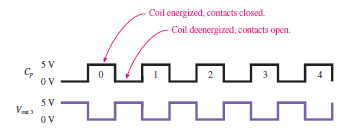 Coil energized, contacts closed.
Coil deenergized, contacts open.
5 V
Cp
0 V
0 1 2 3 4
5 V
Vout 3
0 V